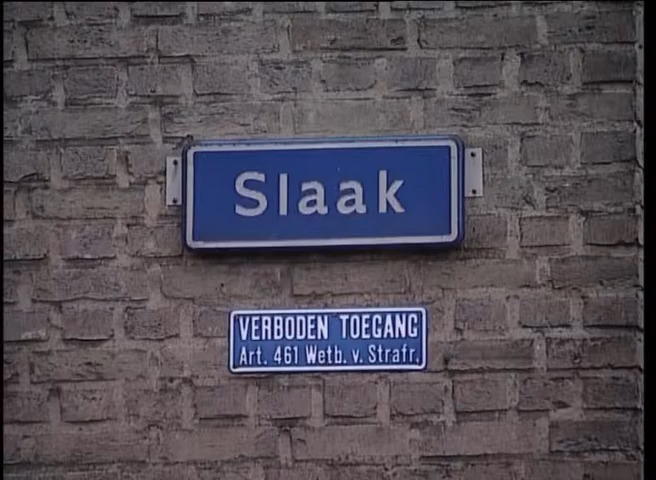 Slaak
VERBODEN TOEGANG
Art. 461 Wetb. v. Strafr.